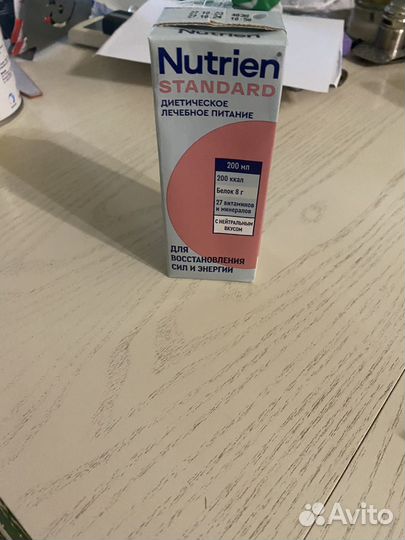 Nutrien®
STANDARD
ДИЕТИЧЕСКОЕ
ЛЕЧЕБНОЕ ПИТАНИЕ
200 мл
200 ккал
Белок 8 г
27 витаминов
и минералов
С НЕЙТРАЛЬНЫМ
ВКУСОМ
ДЛЯ
ВОССТАНОВЛЕНИЯ
СИЛ И ЭНЕРГИИ
Avito